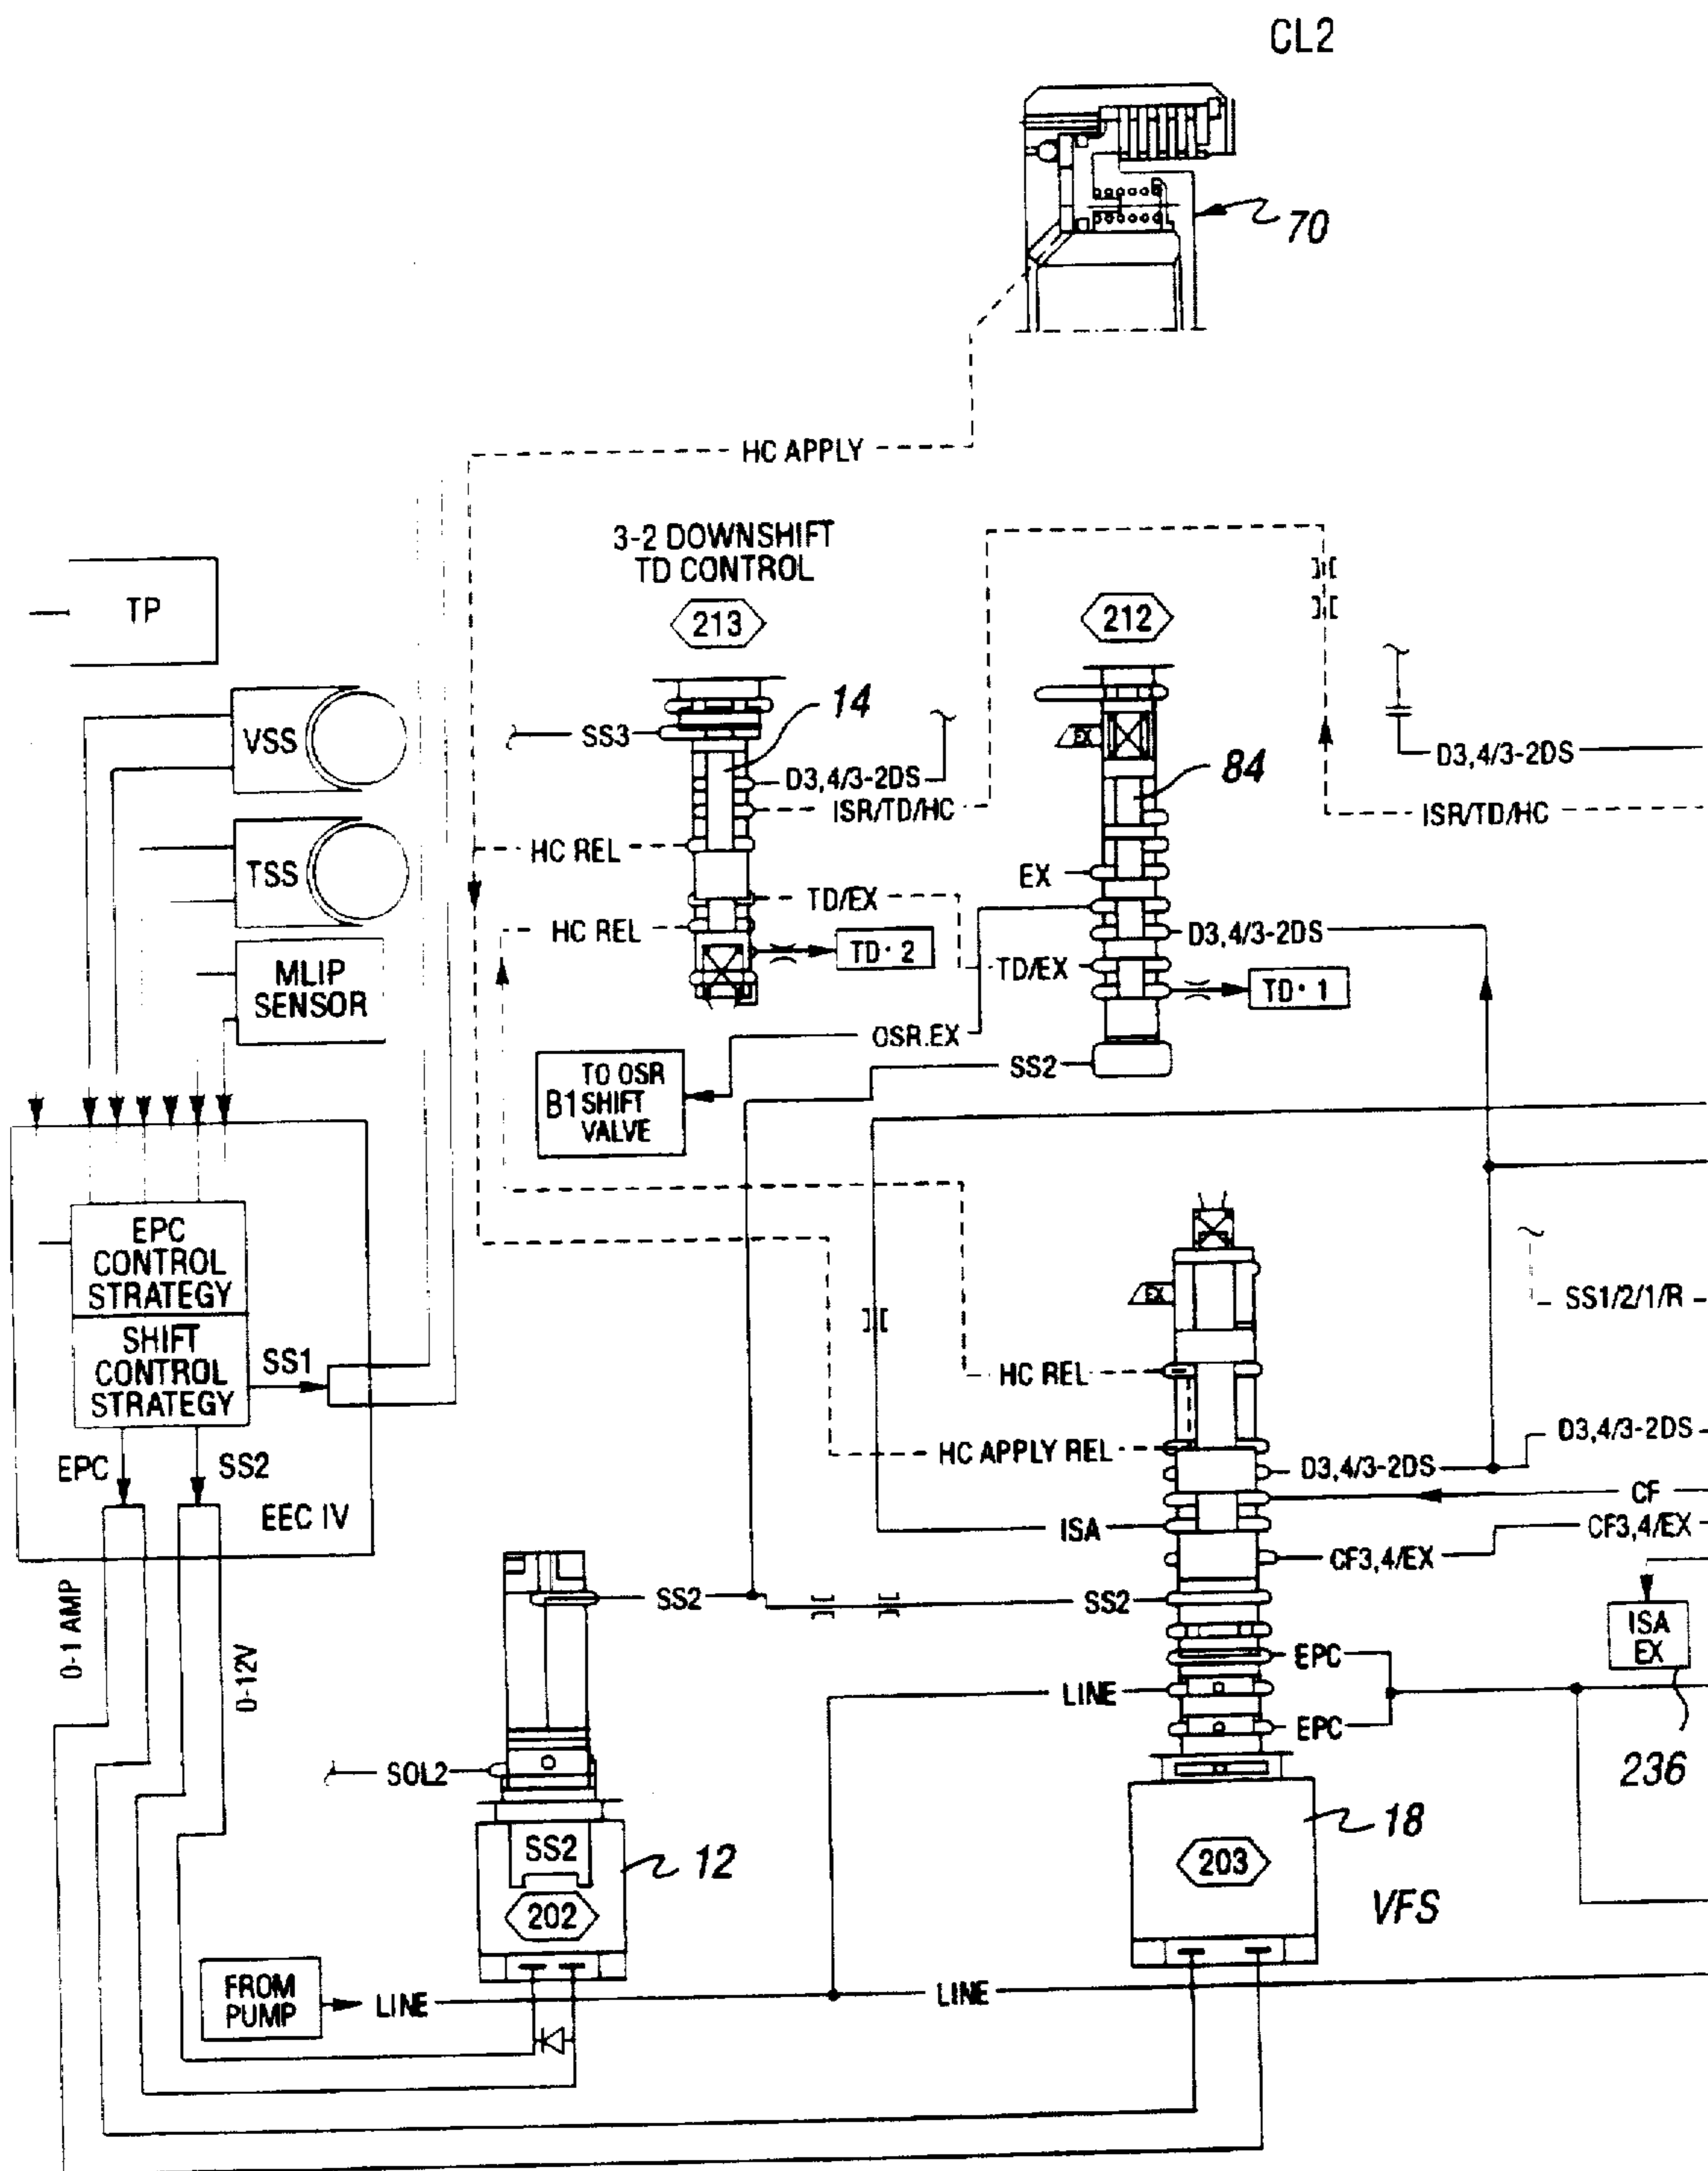 CL2
70
HC APPLY
3-2 DOWNSHIFT
TD CONTROL
213
212
TP
14
VSS
SS3
EX
D3,4/3-2DS
84
D3,4/3-2DS
ISR/TD/HC
ISR/TD/HC
HC REL
TSS
EX
TD/EX
HC REL
D3,4/3-2DS
TD·2
TD/EX
MLIP
SENSOR
TD·1
OSR.EX
SS2
B1
TO OSR
SHIFT
VALVE
EPC
CONTROL
STRATEGY
EX
SS1/2/1/R
SHIFT
CONTROL
STRATEGY
SS1
HC REL
D3,4/3-2DS
HC APPLY REL
D3,4/3-2DS
EPC
SS2
CF
EEC IV
ISA
CF3,4/EX
CF3,4/EX
SS2
SS2
ISA
EX
0-1 AMP
0-12V
EPC
LINE
EPC
236
SOL2
18
SS2
12
203
202
VFS
FROM
PUMP
LINE
LINE